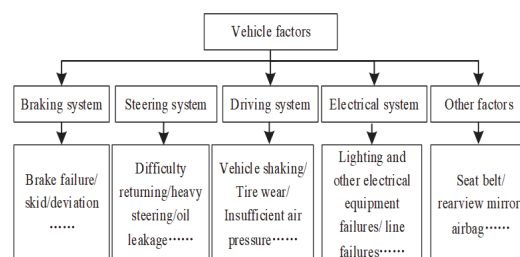 Vehicle factors
Braking system
Steering system
Driving system
Electrical system
Other factors
Brake failure/
skid/deviation
……
Difficulty
returning/heavy
steering/oil
leakage……
Vehicle shaking/
Tire wear/
Insufficient air
pressure……
Lighting and
other electrical
equipment
failures/ line
failures……
Seat belt/
rearview mirror
airbag……